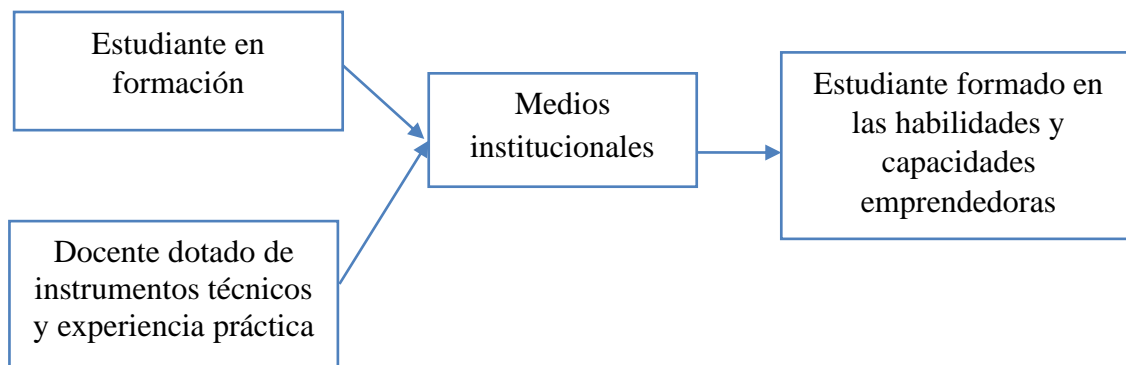 Estudiante en
formación
Docente dotado de
instrumentos técnicos
y experiencia práctica
Medios
institucionales
Estudiante formado en
las habilidades y
capacidades
emprendedoras